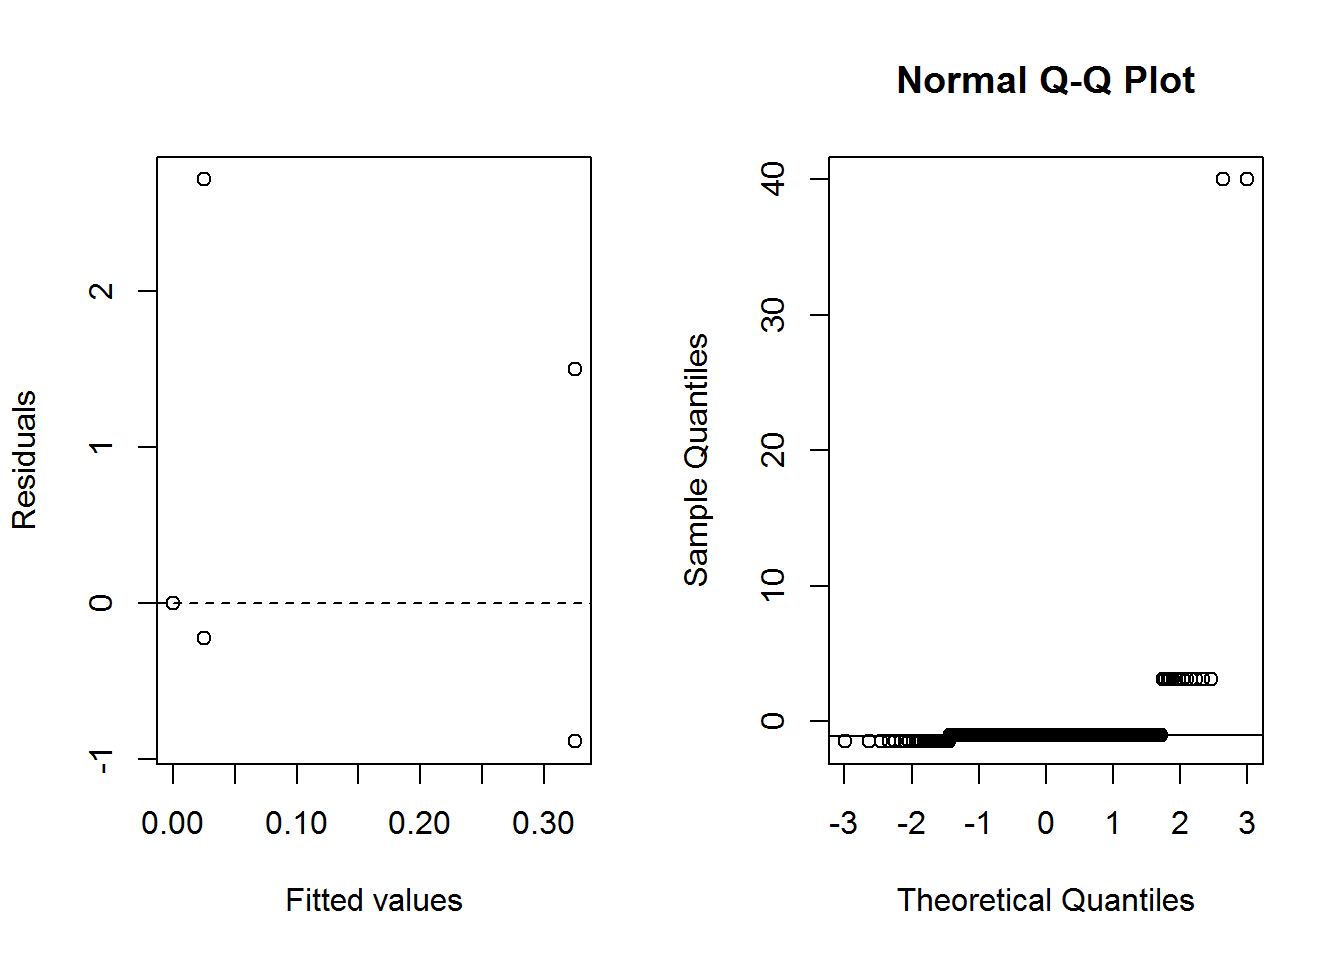 Residuals
2
1
0
-1
0.00 0.10 0.20 0.30
Fitted values
Normal Q-Q Plot
Sample Quantiles
40
30
20
10
0
-3 -2 -1 0 1 2 3
Theoretical Quantiles